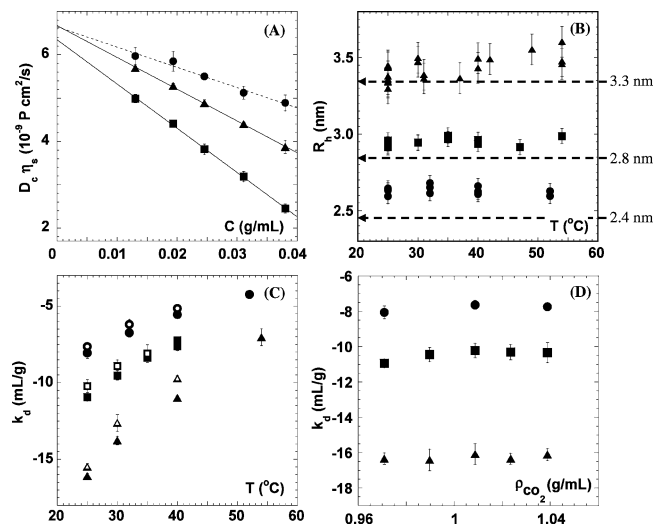 (A)
D_c η_s (10⁻⁹ P cm²/s)
6
4
2
0 0.01 0.02 0.03 0.04
C (g/mL)
(B)
R_h (nm)
3.5
3.0
2.5
3.3 nm
2.8 nm
2.4 nm
T (°C)
20 30 40 50 60
(C)
k_d (mL/g)
-5
-10
-15
T (°C)
20 30 40 50 60
(D)
k_d (mL/g)
-6
-8
-10
-12
-14
-16
-18
ρ_CO₂ (g/mL)
0.96 1 1.04